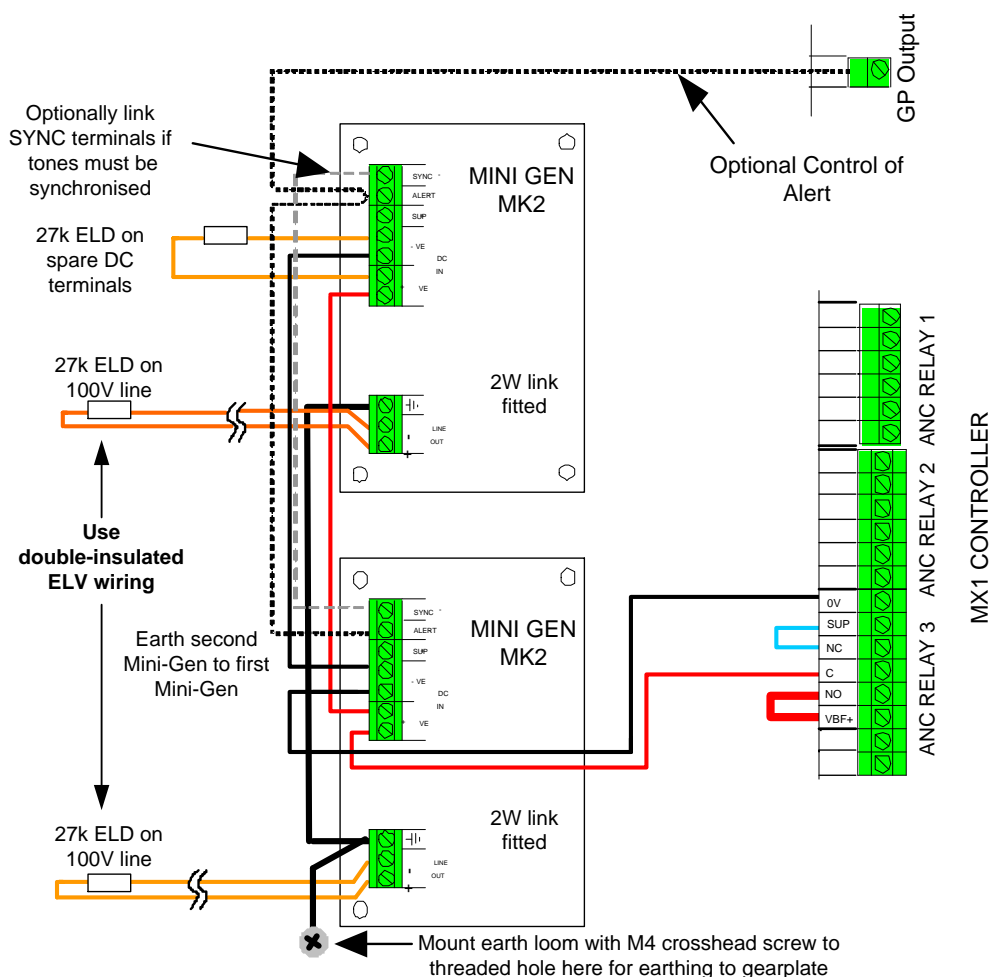 GP Output
Optionally link
SYNC terminals if
tones must be
synchronised
Optional Control of
Alert
MINI GEN
MK2
SYNC -
ALERT
SUP +
- VE
DC
IN
+ VE
27k ELD on
spare DC
terminals
27k ELD on
100V line
2W link
fitted
LINE
- OUT
+
Use
double-insulated
ELV wiring
Earth second
Mini-Gen to first
Mini-Gen
MINI GEN
MK2
SYNC -
ALERT
SUP +
- VE
DC
IN
+ VE
27k ELD on
100V line
2W link
fitted
LINE
- OUT
+
Mount earth loom with M4 crosshead screw to
threaded hole here for earthing to gearplate
ANC RELAY 1
ANC RELAY 2
ANC RELAY 3
0V
SUP
NC
C
NO
VBF+
MX1 CONTROLLER